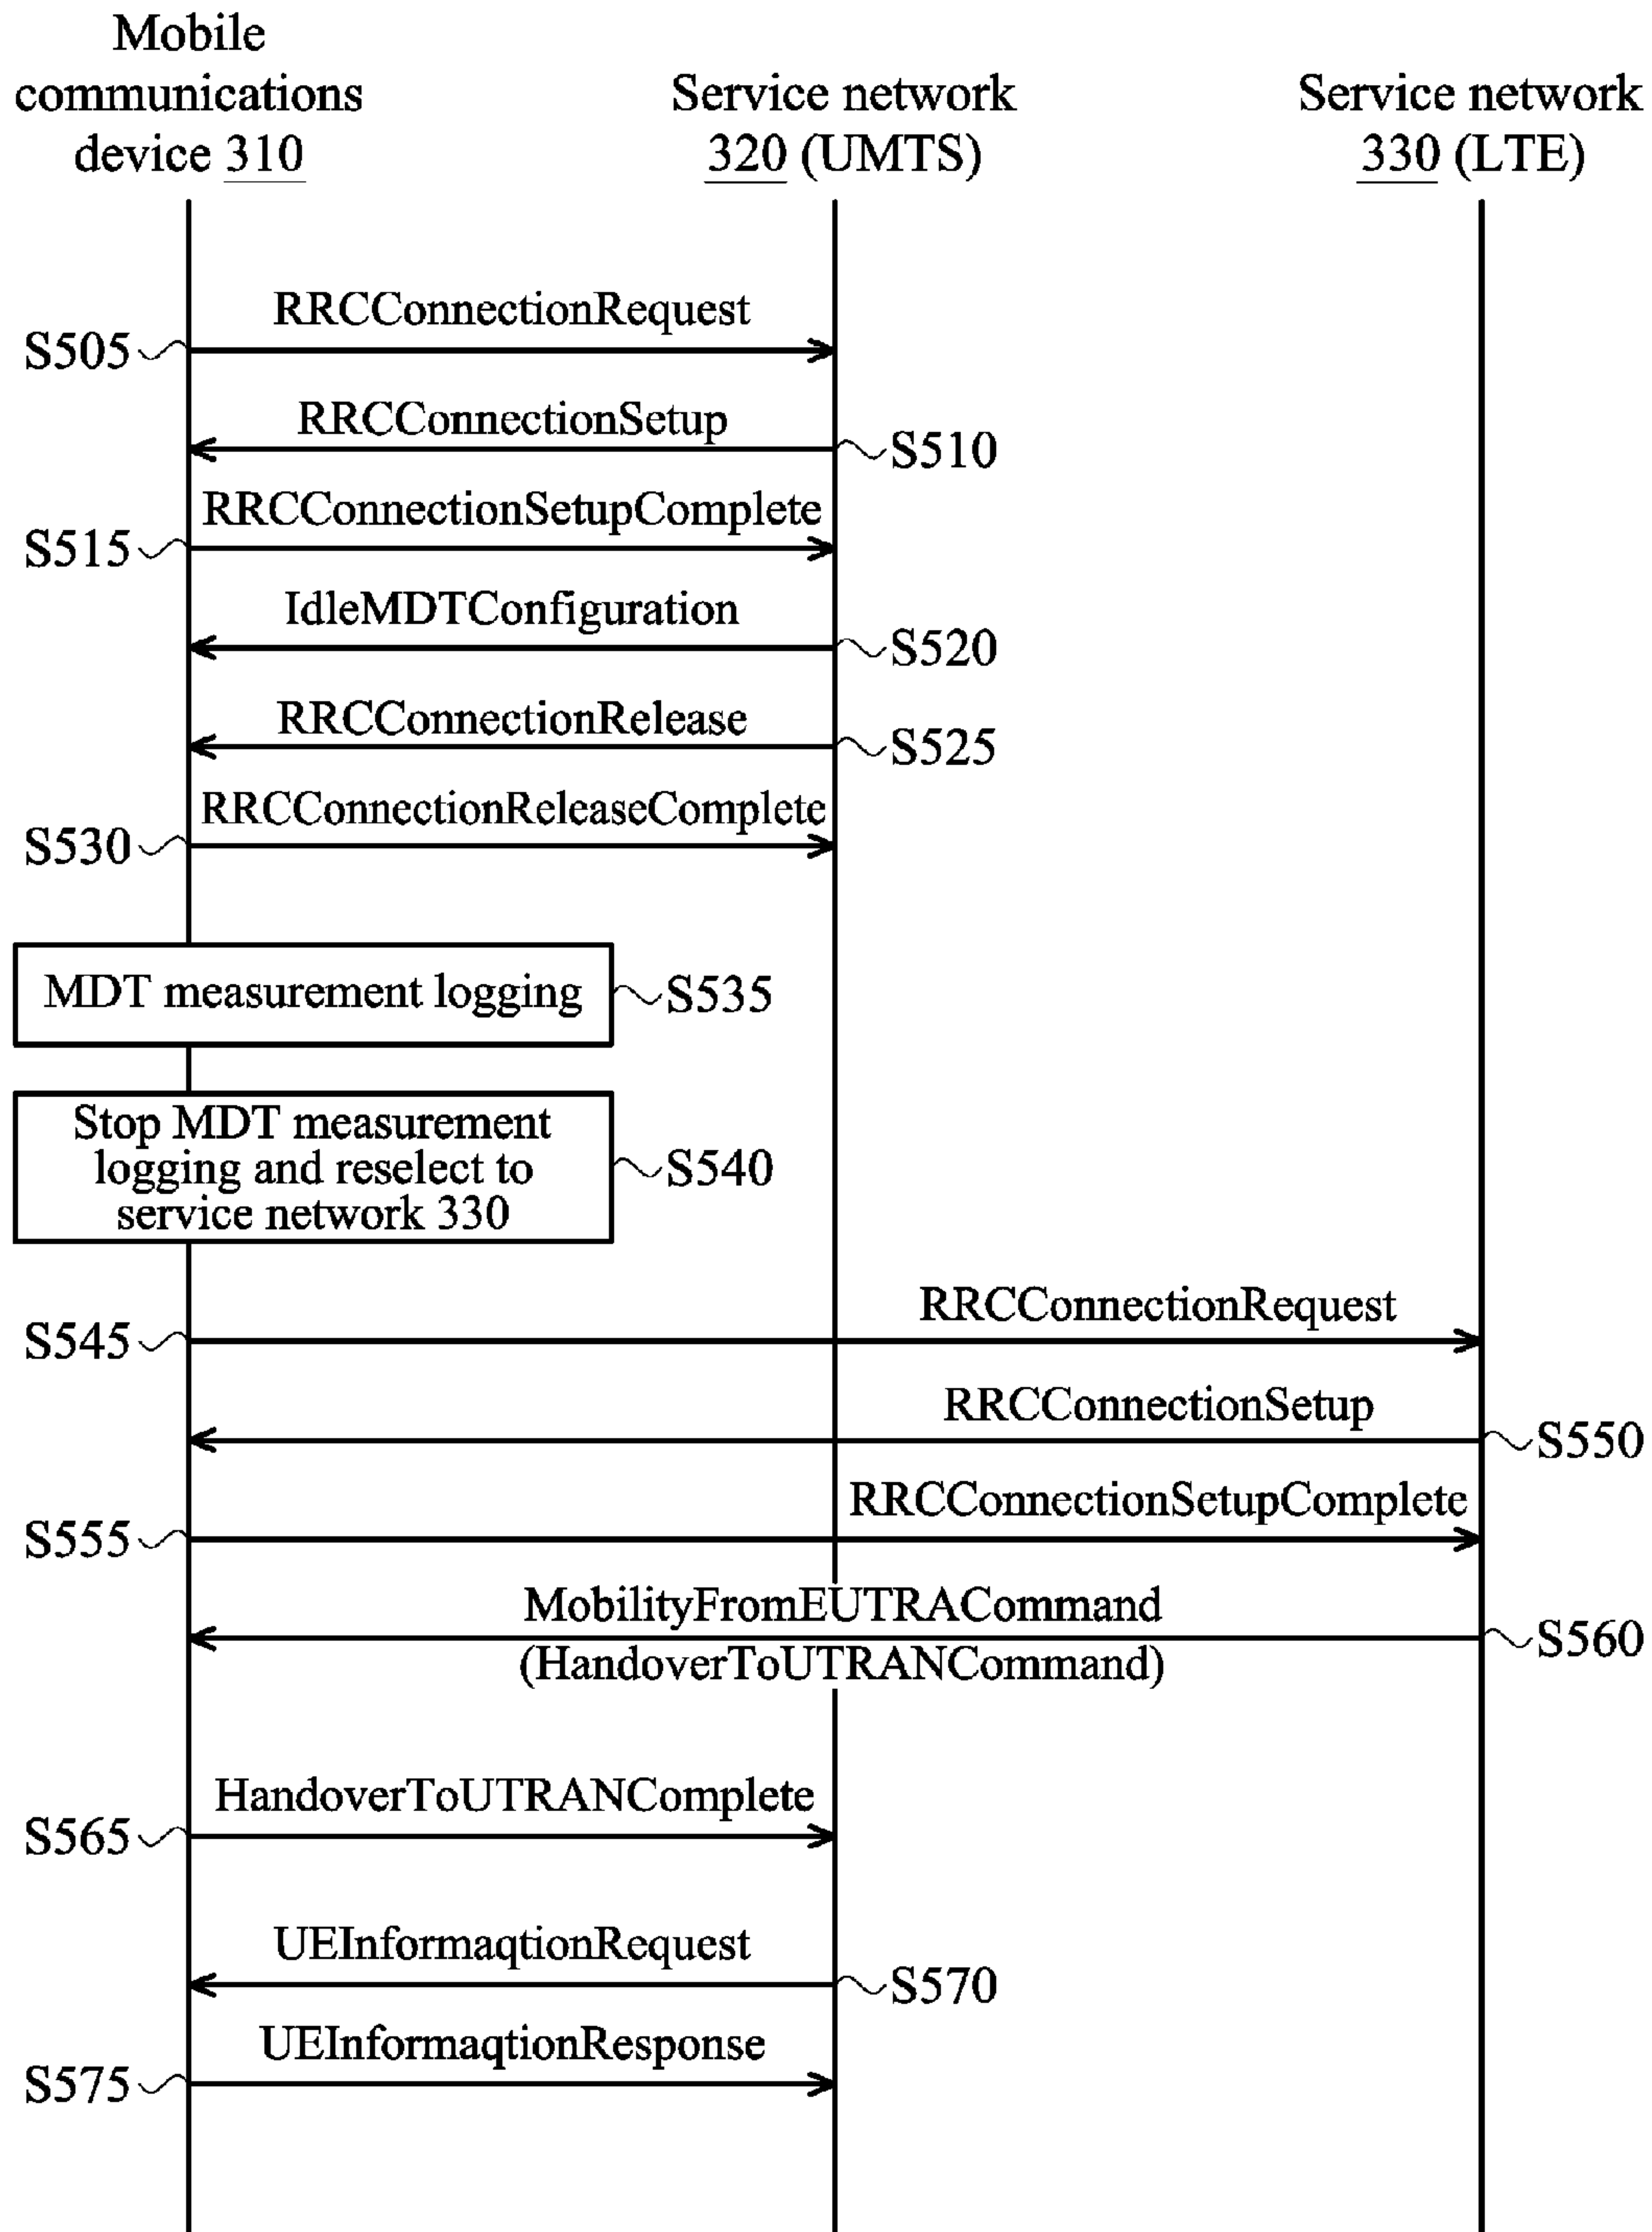 Mobile
communications
device 310
Service network
320 (UMTS)
Service network
330 (LTE)
RRCConnectionRequest
S505
RRCConnectionSetup
S510
RRCConnectionSetupComplete
S515
IdleMDTConfiguration
S520
RRCConnectionRelease
S525
RRCConnectionReleaseComplete
S530
MDT measurement logging
S535
Stop MDT measurement
logging and reselect to
service network 330
S540
RRCConnectionRequest
S545
RRCConnectionSetup
S550
RRCConnectionSetupComplete
S555
MobilityFromEUTRACommand
(HandoverToUTRANCommand)
S560
HandoverToUTRANComplete
S565
UEInformaqtionRequest
S570
UEInformaqtionResponse
S575